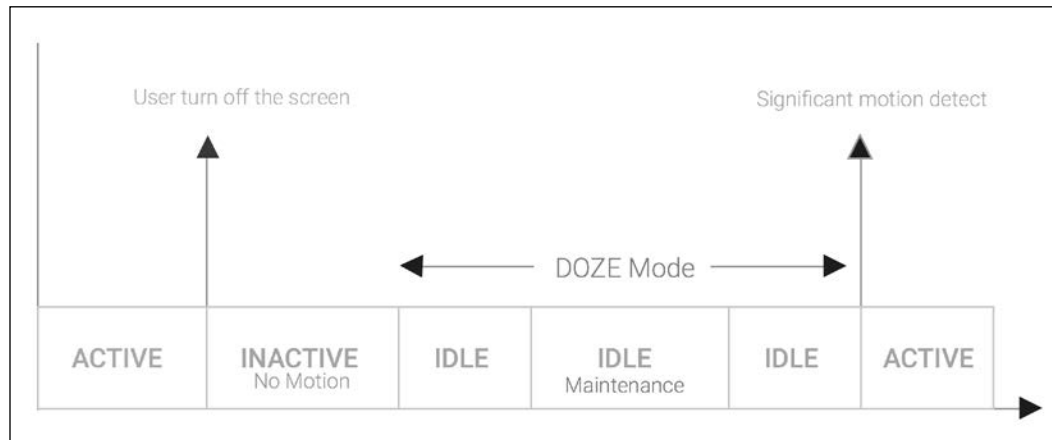 User turn off the screen
Significant motion detect
DOZE Mode
ACTIVE
INACTIVE
No Motion
IDLE
IDLE
Maintenance
IDLE
ACTIVE